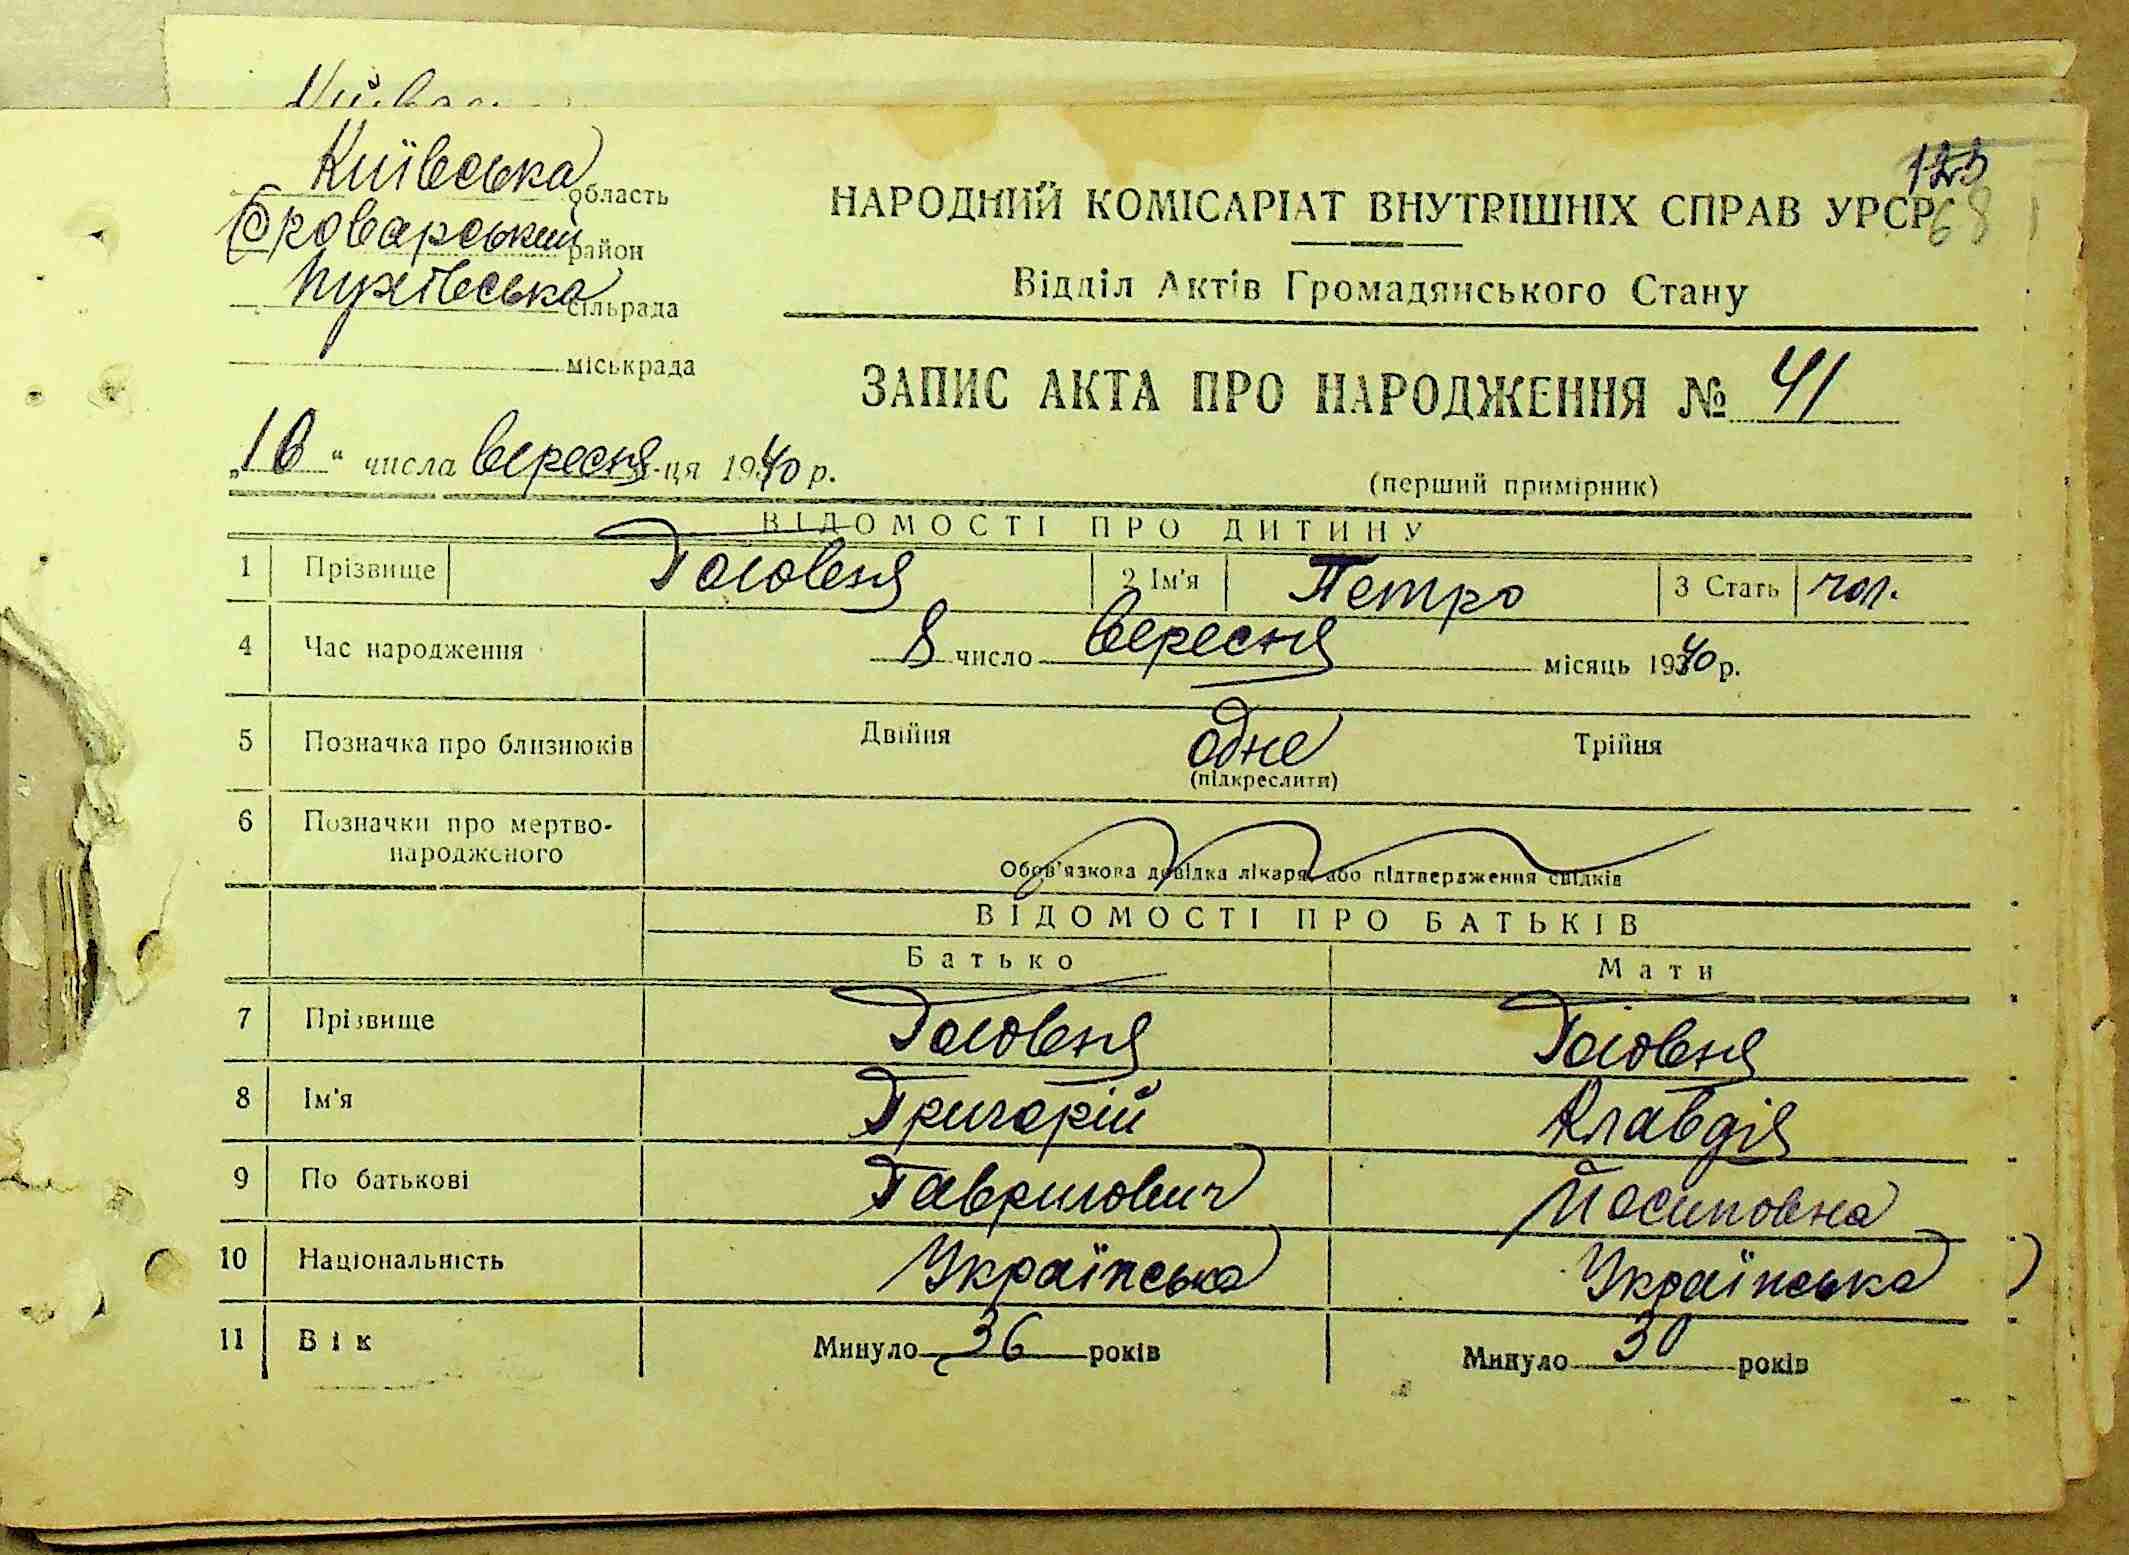 Київська область
Броварський район
Пухівська сільрада
міськрада
123
68
НАРОДНИЙ КОМІСАРІАТ ВНУТРІШНІХ СПРАВ УРСР
Відділ Актів Громадянського Стану
ЗАПИС АКТА ПРО НАРОДЖЕННЯ № 41
„10“ числа вересня м-ця 1940 р.
(перший примірник)
ВІДОМОСТІ ПРО ДИТИНУ
1 Прізвище Головня 2 Ім'я Петро 3 Стать чол.
4 Час народження 8 число вересня місяць 1940 р.
5 Позначка про близнюків Двійня одне Трійня
(підкреслити)
6 Позначки про мертво-
народженого
Обов'язкова довідка лікаря, або підтвердження свідків
ВІДОМОСТІ ПРО БАТЬКІВ
Батько Мати
7 Прізвище Головня Головня
8 Ім'я Григорій Клавдія
9 По батькові Гаврилович Йосиповна
10 Національність Українська Українська
11 Вік Минуло 36 років Минуло 30 років